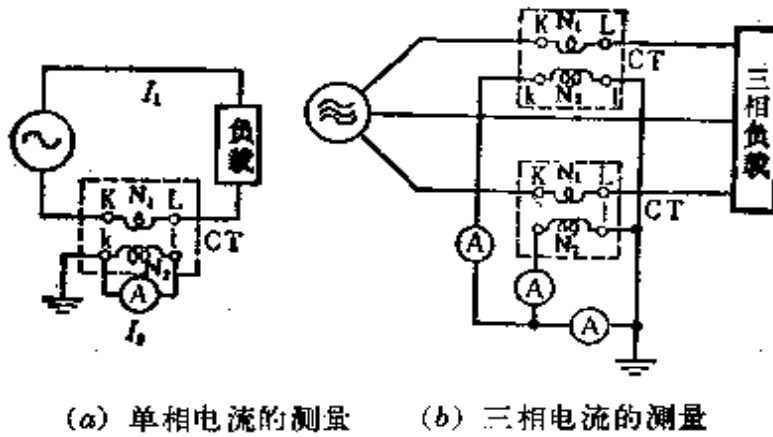 I₁
负载
K N₁ L
CT
k N₂ l
A
I₂
K N₁ L
CT
k N₂ l
三相负载
K N₁ L
CT
N₂ l
A
A
A
(a) 单相电流的测量
(b) 三相电流的测量